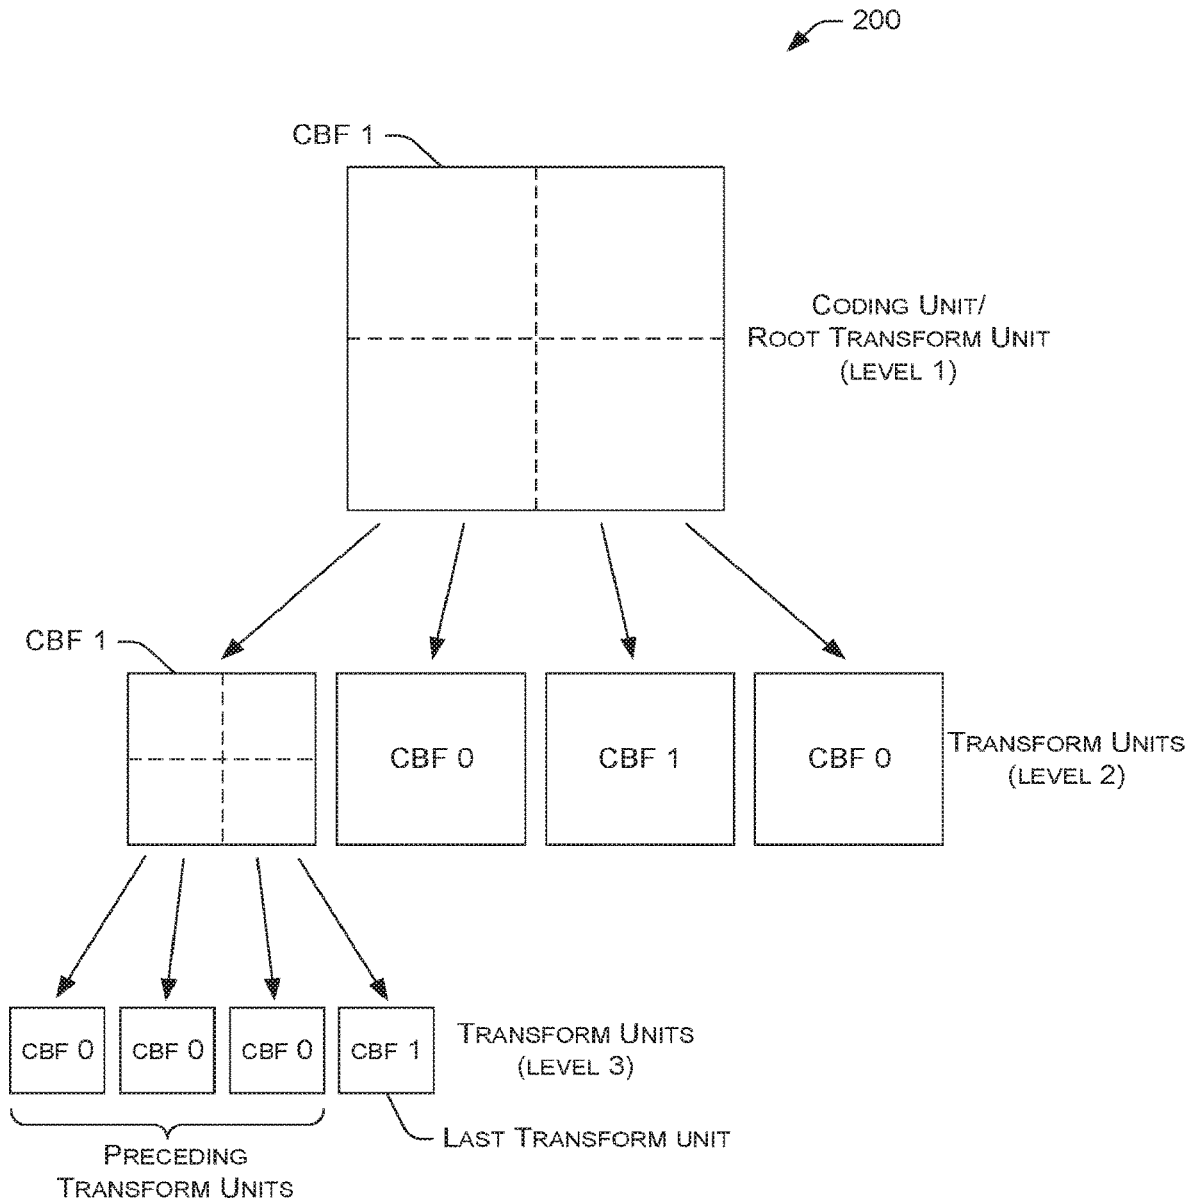 200
CBF 1
CODING UNIT/
ROOT TRANSFORM UNIT
(LEVEL 1)
CBF 1
CBF 0
CBF 1
CBF 0
TRANSFORM UNITS
(LEVEL 2)
CBF 0
CBF 0
CBF 0
CBF 1
TRANSFORM UNITS
(LEVEL 3)
LAST TRANSFORM UNIT
PRECEDING
TRANSFORM UNITS